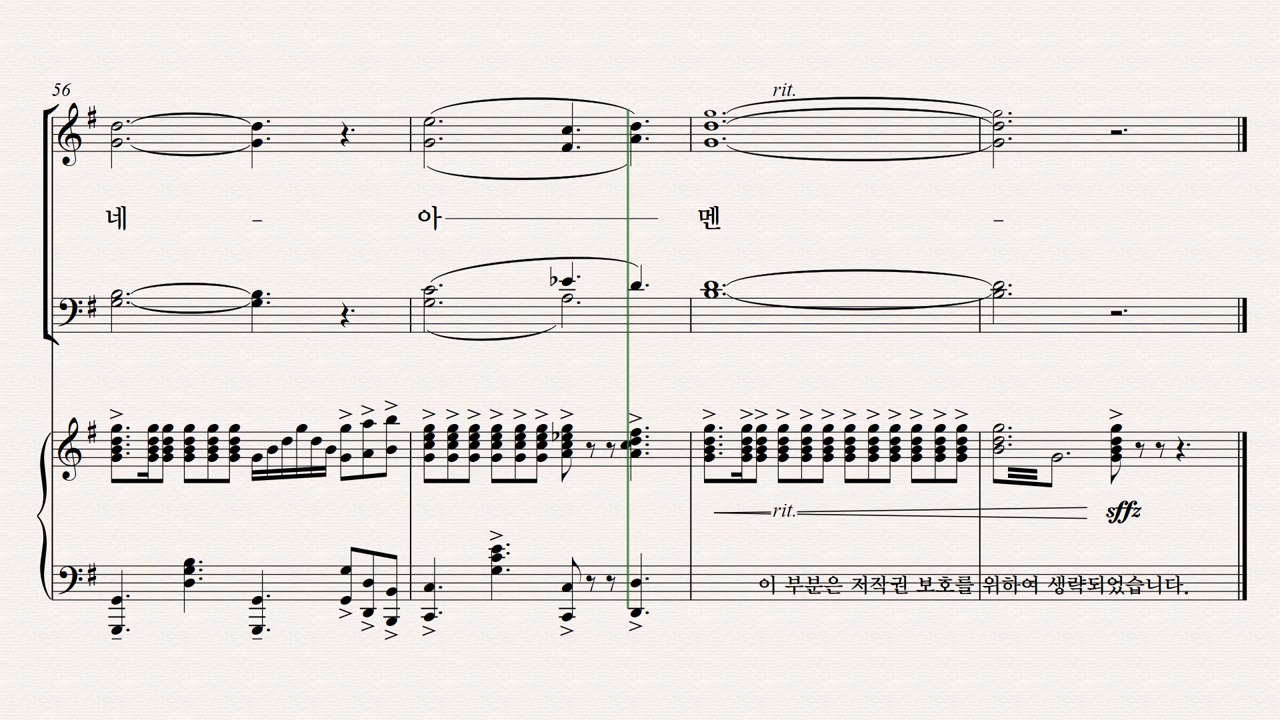 56
rit.
네 - 아 멘 -
rit. sffz
이 부분은 저작권 보호를 위하여 생략되었습니다.